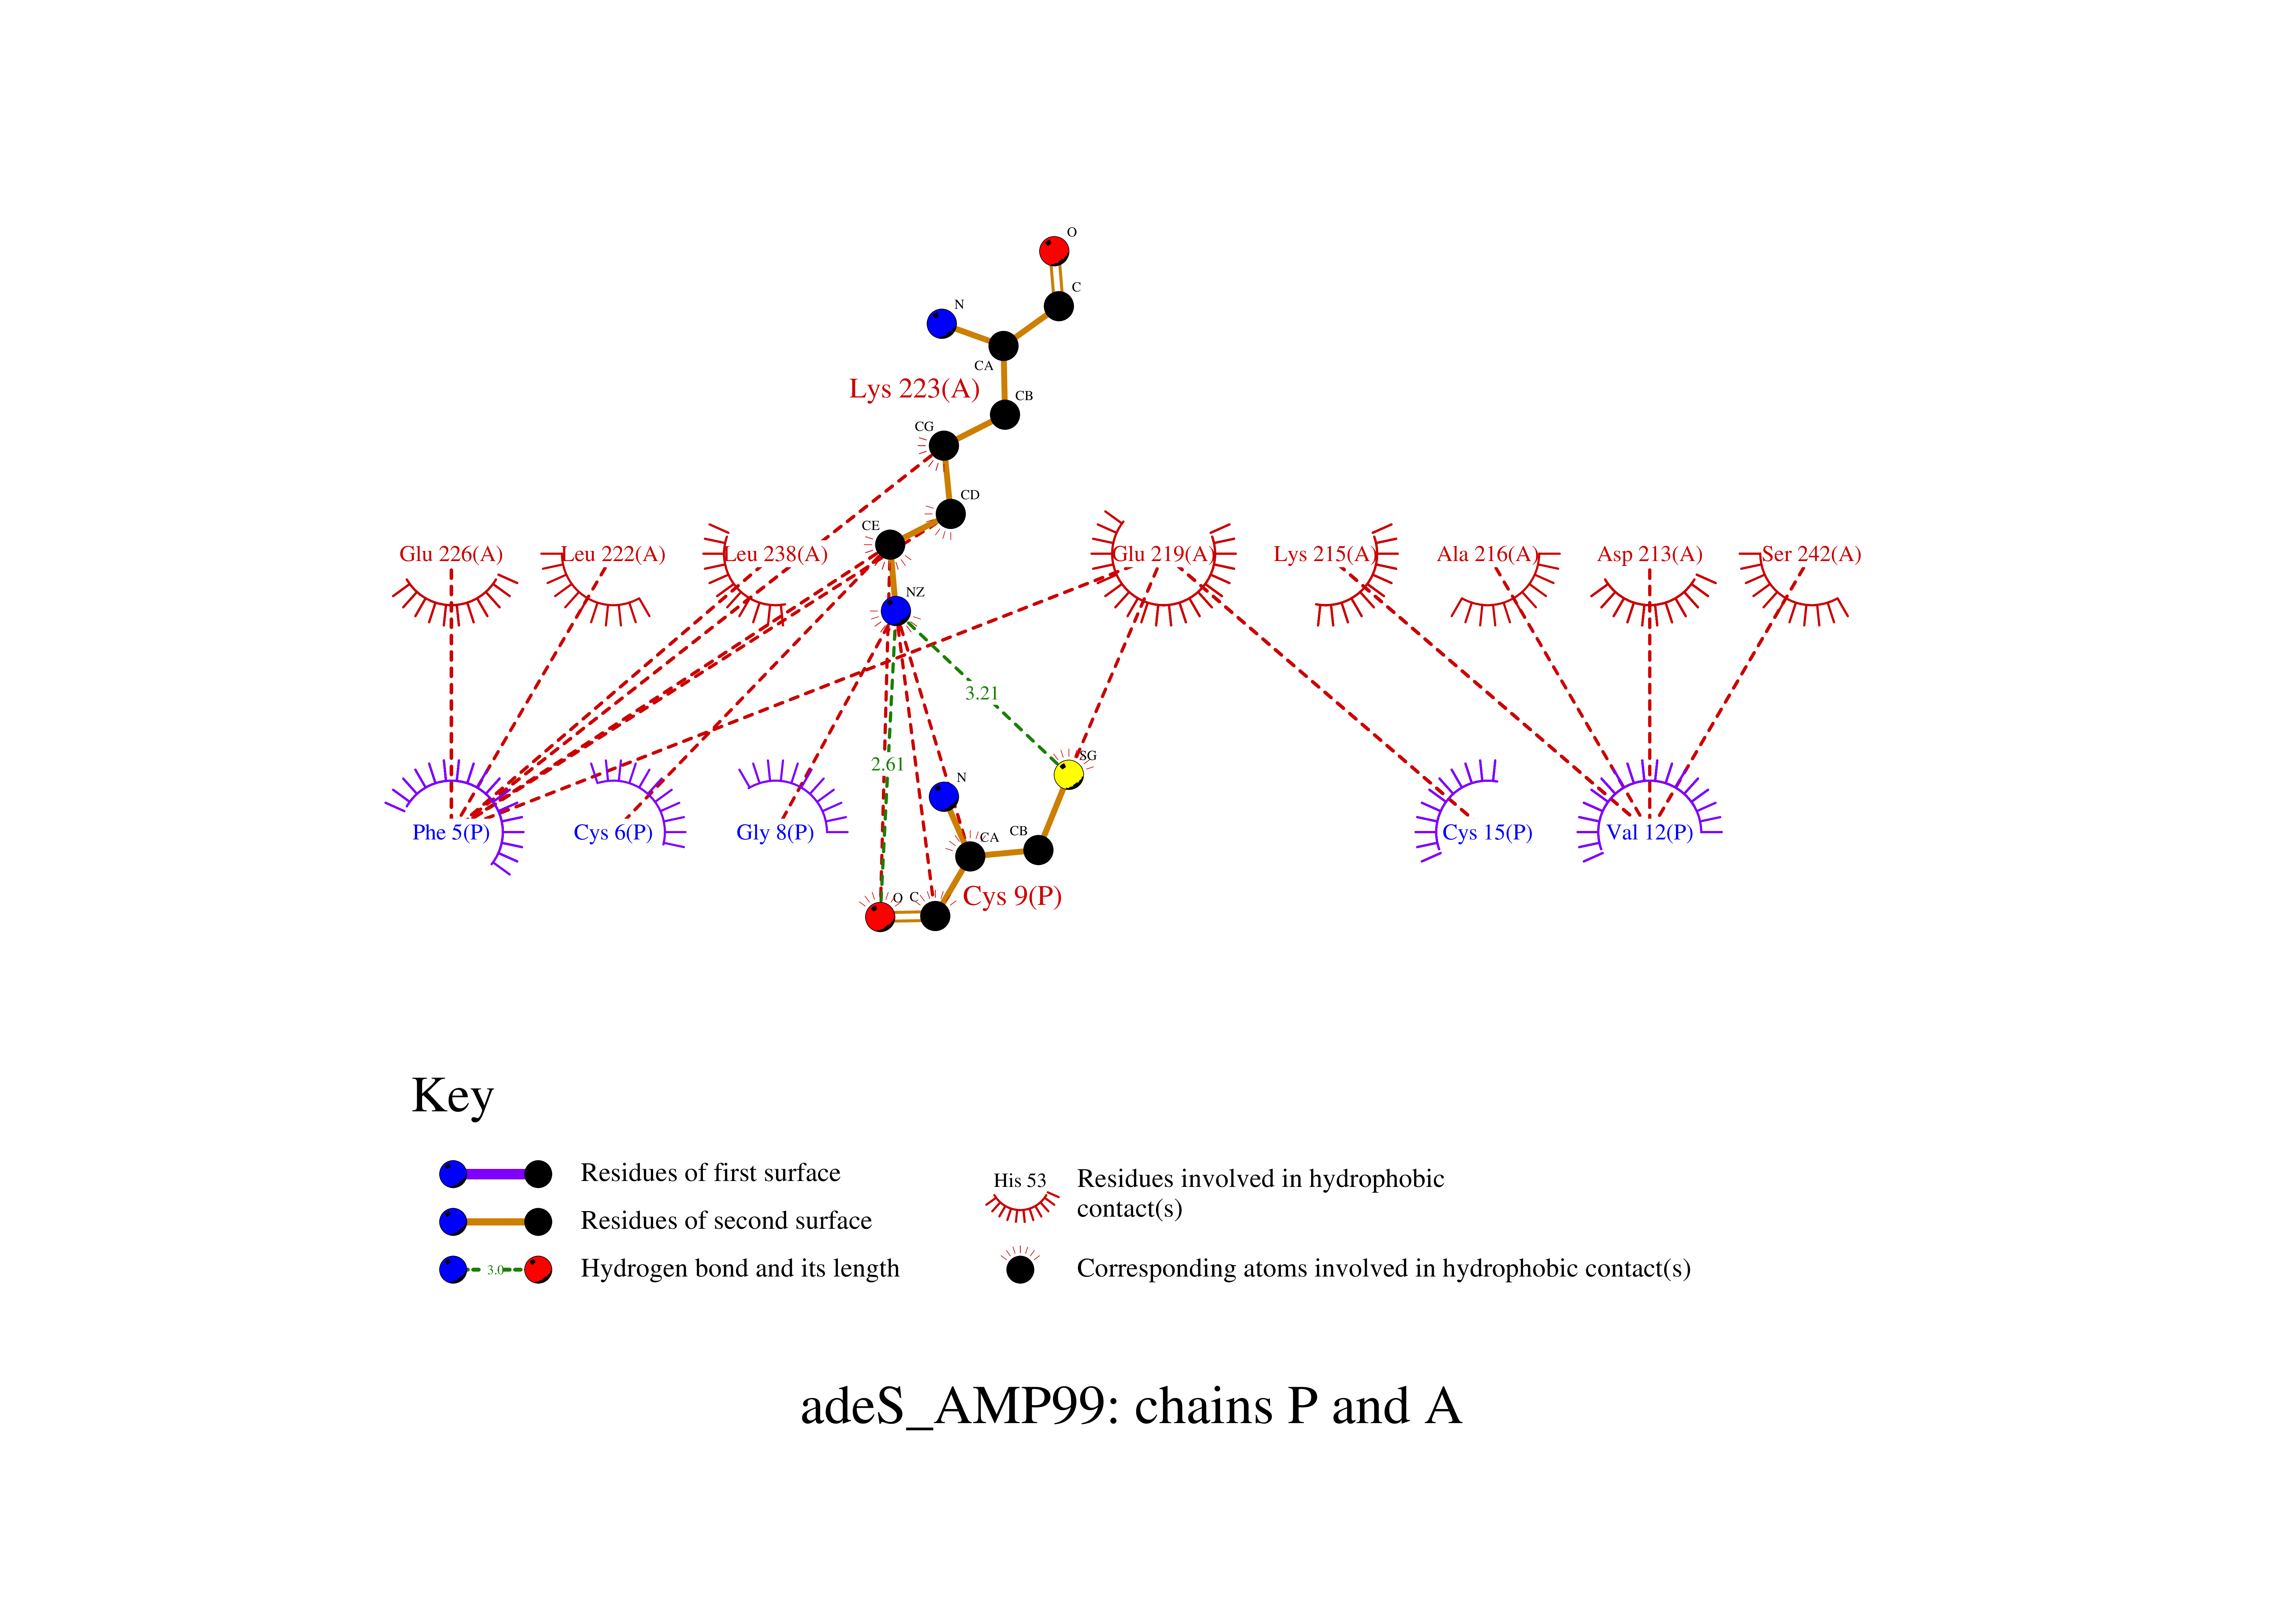 O
C
N
CA
Lys 223(A)
CB
CG
CD
CE
Glu 226(A) Leu 222(A) Leu 238(A) Glu 219(A) Lys 215(A) Ala 216(A) Asp 213(A) Ser 242(A)
NZ
3.21
SG
2.61
N
CA CB
Phe 5(P) Cys 6(P) Gly 8(P) Cys 15(P) Val 12(P)
O C
Cys 9(P)
Key
Residues of first surface
Residues of second surface
3.0 Hydrogen bond and its length
His 53 Residues involved in hydrophobic
contact(s)
Corresponding atoms involved in hydrophobic contact(s)
adeS_AMP99: chains P and A